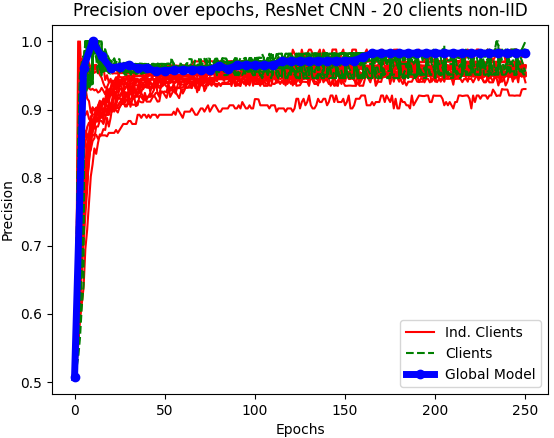 Precision over epochs, ResNet CNN - 20 clients non-IID
1.0
0.9
0.8
0.7
0.6
0.5
Precision
0 50 100 150 200 250
Epochs
Ind. Clients
Clients
Global Model